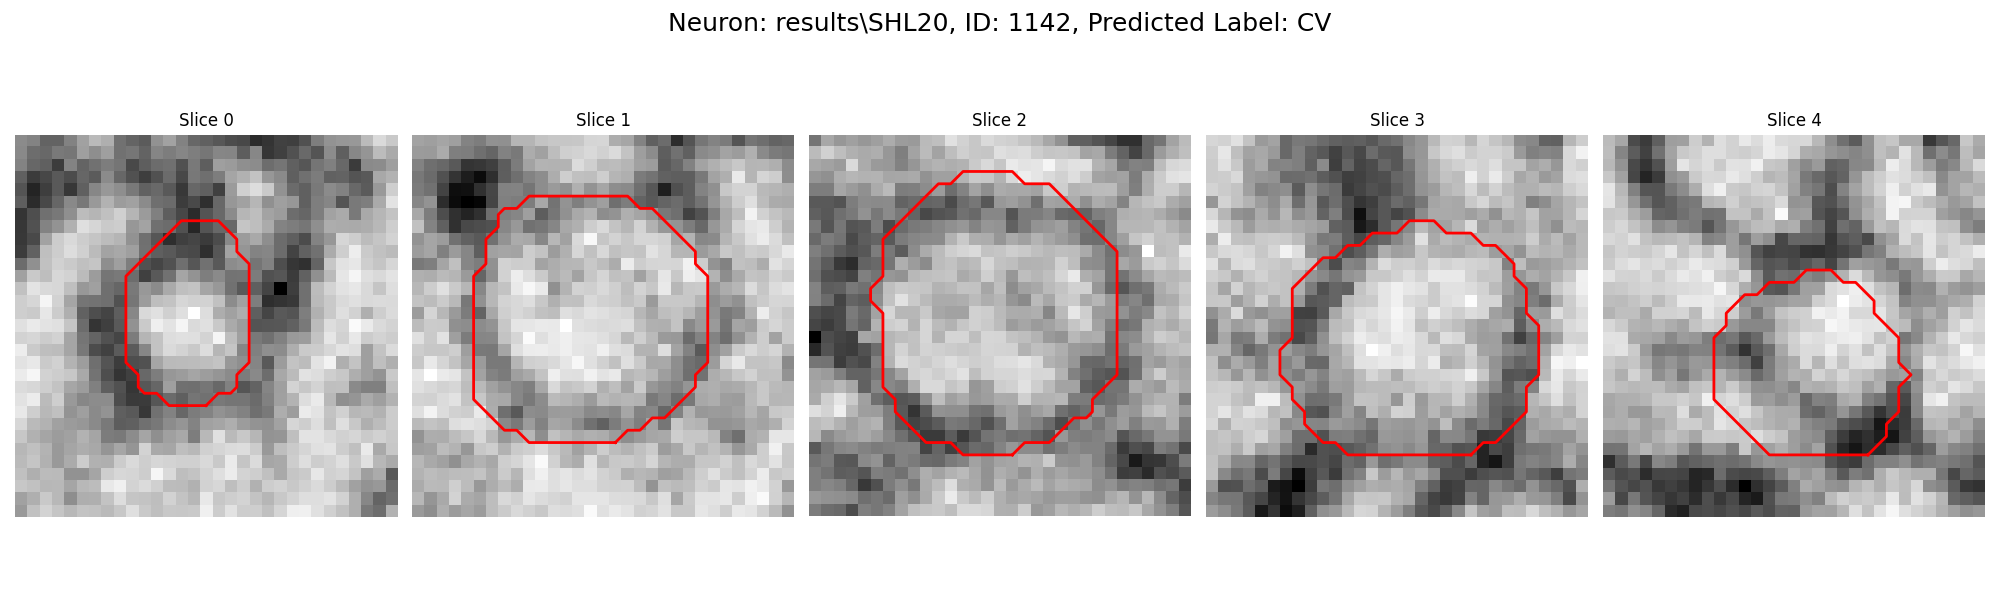 Neuron: results\SHL20, ID: 1142, Predicted Label: CV
Slice 0
Slice 1
Slice 2
Slice 3
Slice 4